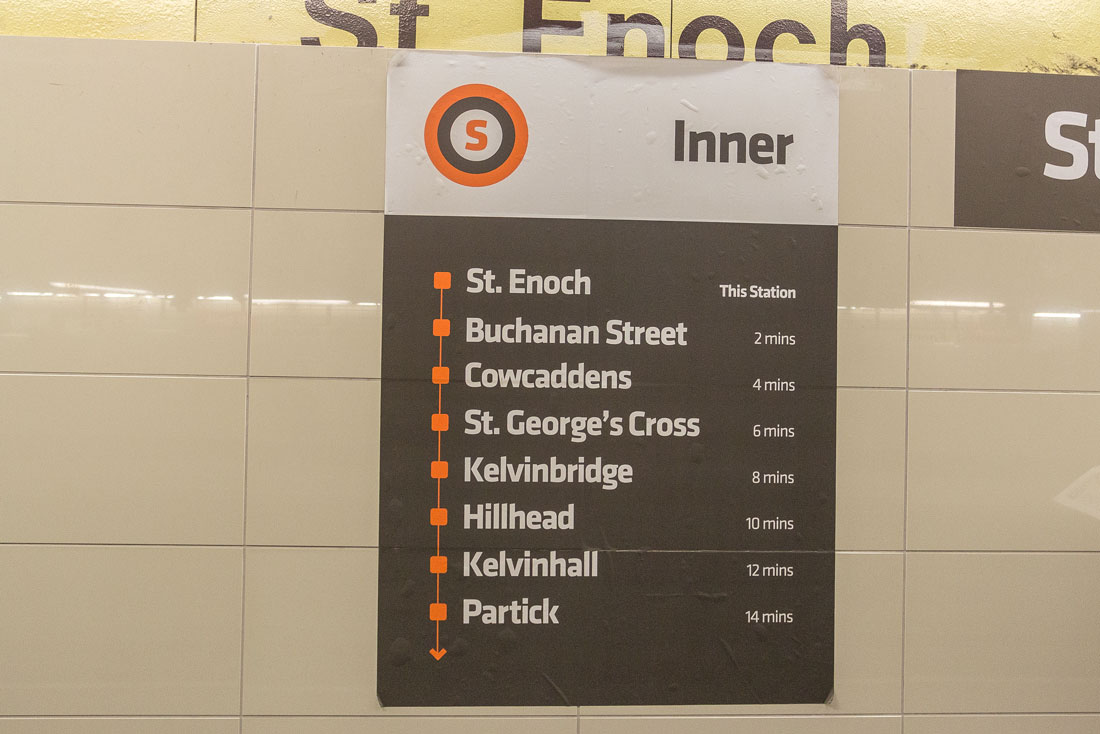 St Enoch
S
Inner
St
St. Enoch This Station
Buchanan Street 2 mins
Cowcaddens 4 mins
St. George’s Cross 6 mins
Kelvinbridge 8 mins
Hillhead 10 mins
Kelvinhall 12 mins
Partick 14 mins